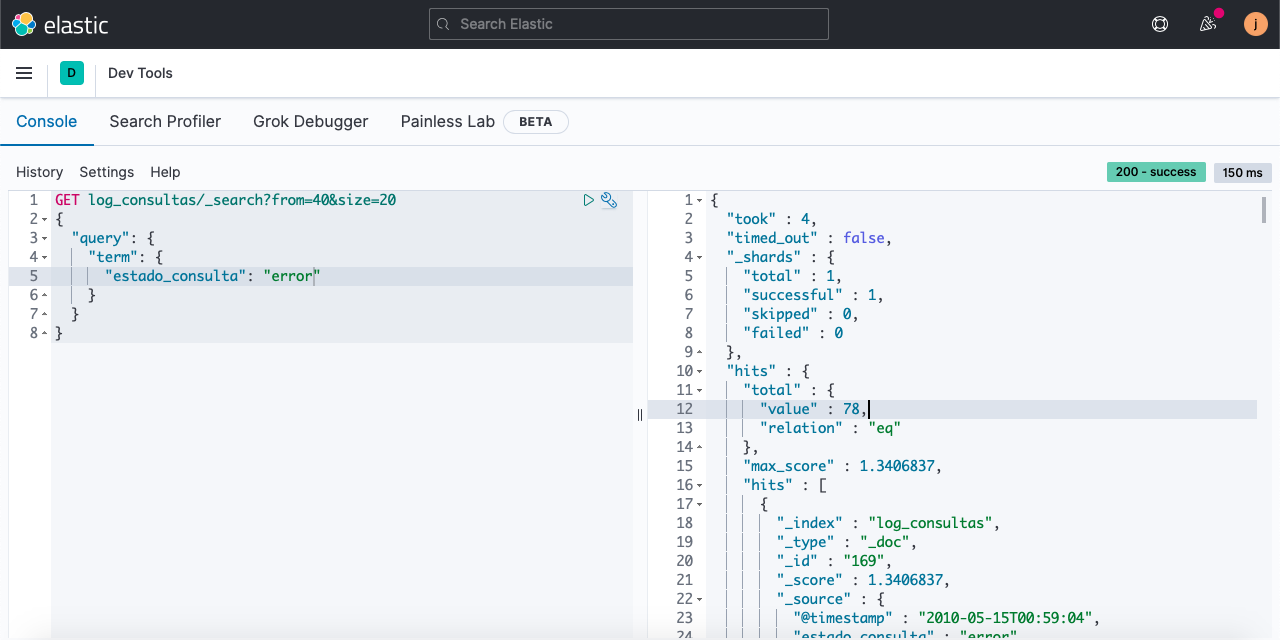 elastic
Search Elastic
j
D
Dev Tools
Console
Search Profiler
Grok Debugger
Painless Lab
BETA
History
Settings
Help
200 - success
150 ms
1 GET log_consultas/_search?from=40&size=20
2 {
3 "query": {
4 "term": {
5 "estado_consulta": "error"
6 }
7 }
8 }
1 {
2 "took" : 4,
3 "timed_out" : false,
4 "_shards" : {
5 "total" : 1,
6 "successful" : 1,
7 "skipped" : 0,
8 "failed" : 0
9 },
10 "hits" : {
11 "total" : {
12 "value" : 78,
13 "relation" : "eq"
14 },
15 "max_score" : 1.3406837,
16 "hits" : [
17 {
18 "_index" : "log_consultas",
19 "_type" : "_doc",
20 "_id" : "169",
21 "_score" : 1.3406837,
22 "_source" : {
23 "@timestamp" : "2010-05-15T00:59:04",
24 "estado_consulta" : "error"